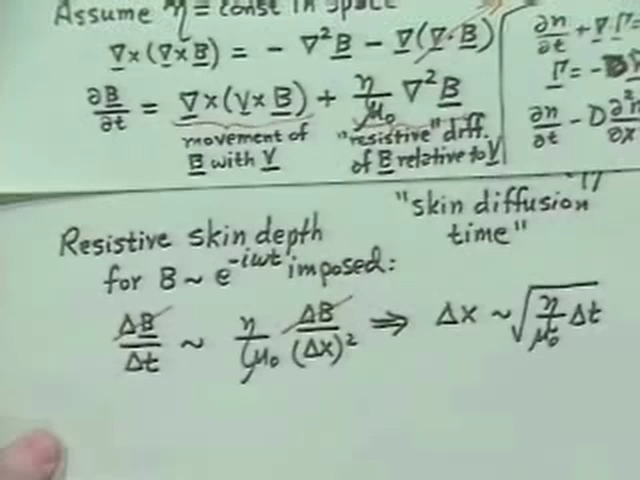 Assume η = const in space
∇×(∇×B) = - ∇²B - ∇(∇·B)
∂B/∂t = ∇×(V×B) + η/μ₀ ∇²B
movement of B with V
"resistive" diff. of B relative to V
∂n/∂t + ∇·Γ=
Γ = -D
∂n/∂t - D ∂²n/∂x
"skin diffusion time"
Resistive skin depth
for B ~ e^{-iωt} imposed:
ΔB/Δt ~ η/μ₀ ΔB/(Δx)² ⇒ Δx ~ √(η/μ₀ Δt)